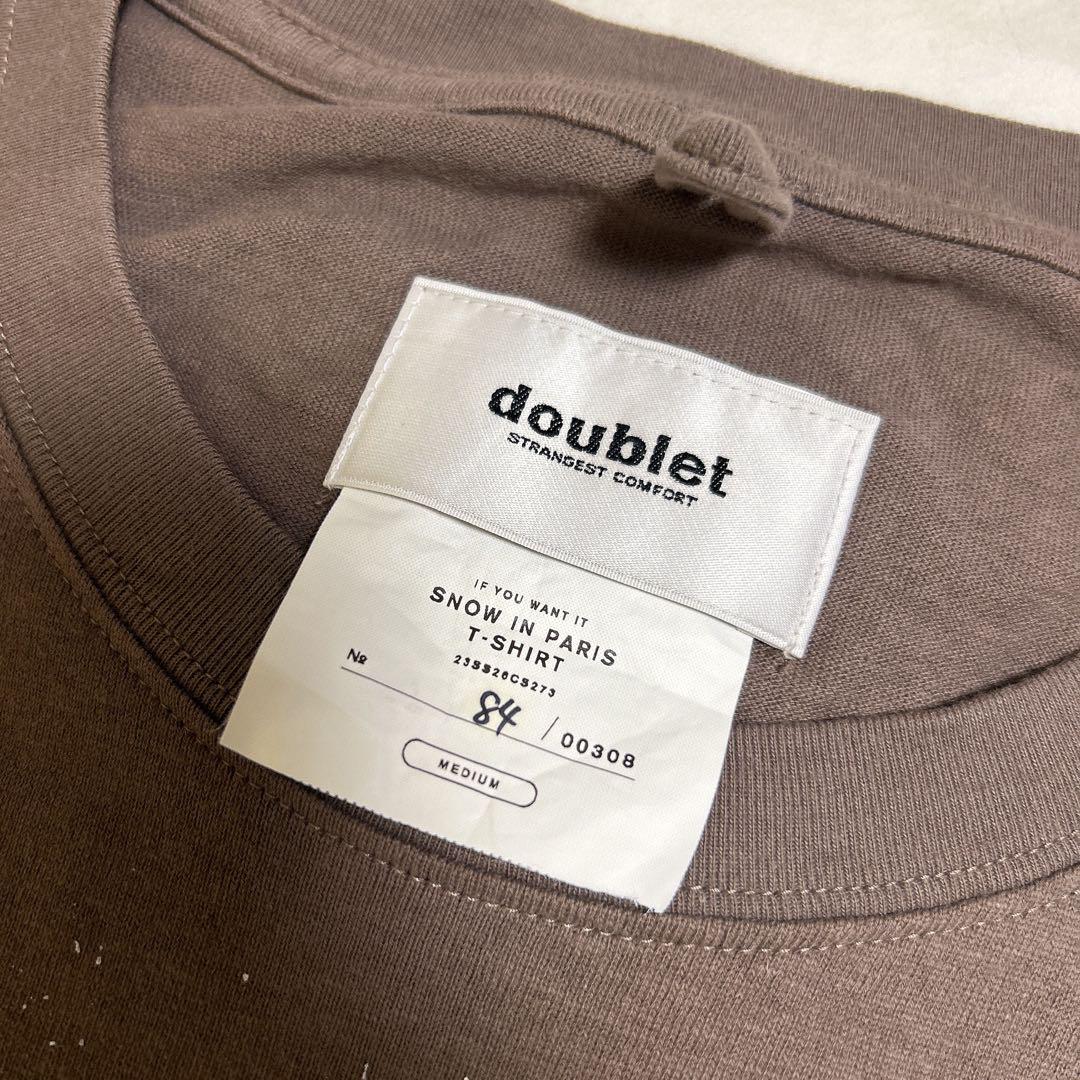 doublet
STRANGEST COMFORT
IF YOU WANT IT
SNOW IN PARIS
T-SHIRT
23SS26CS273
№ 84 / 00308
MEDIUM